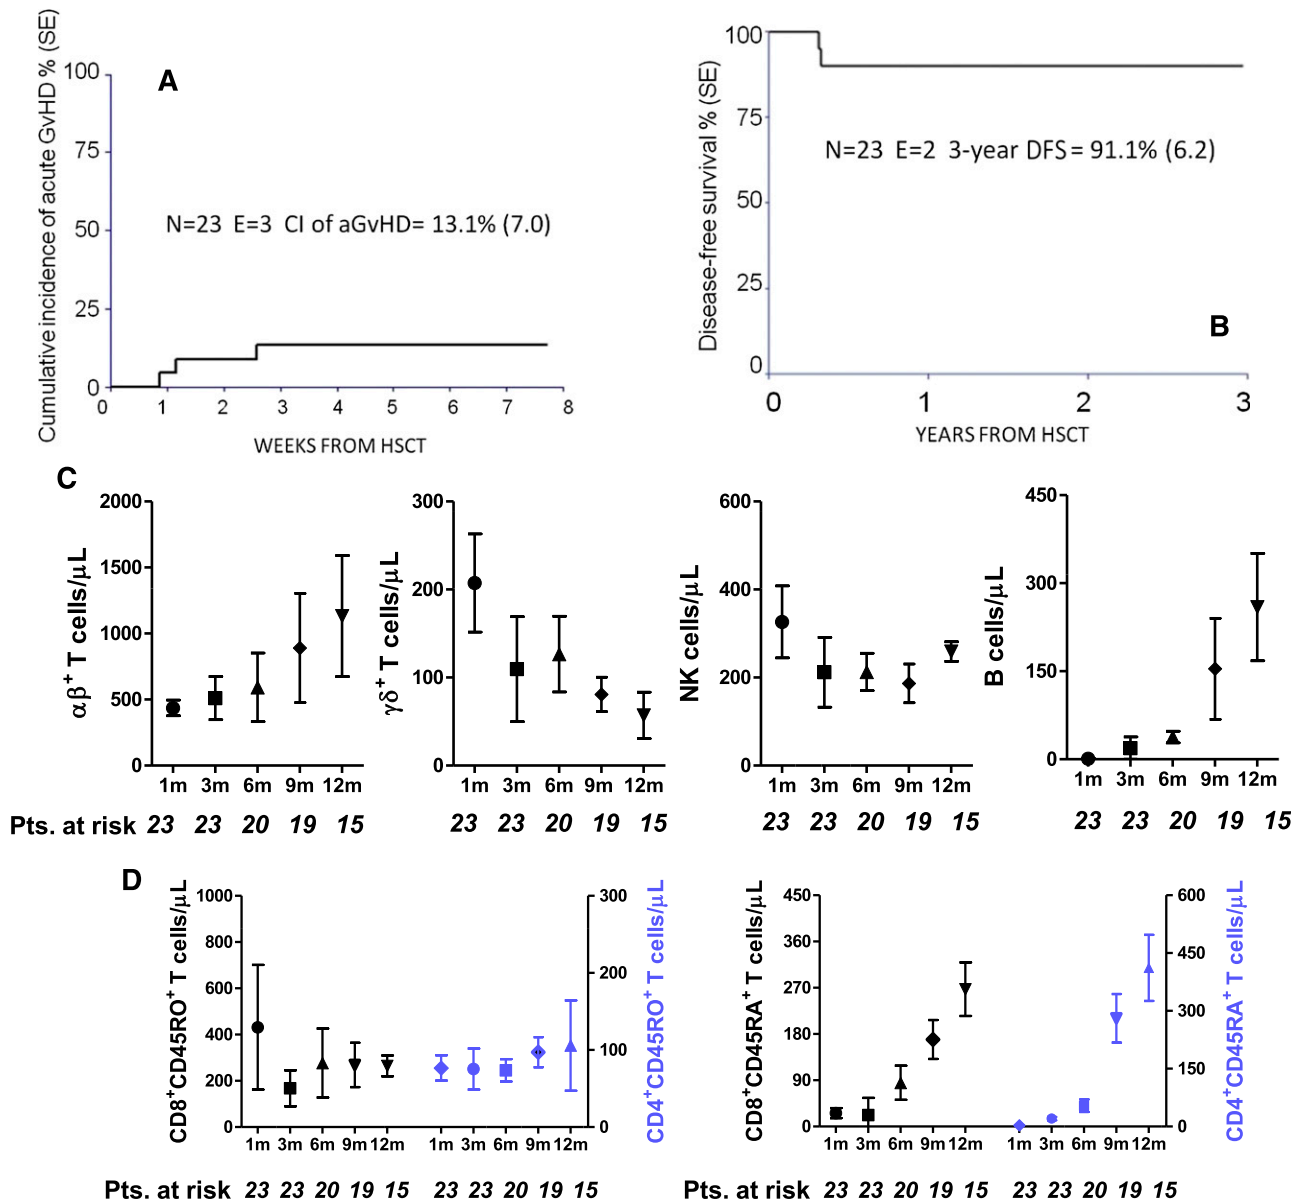 A
Cumulative incidence of acute GvHD % (SE)
100
75
50
25
0
N=23 E=3 CI of aGvHD= 13.1% (7.0)
0 1 2 3 4 5 6 7 8
WEEKS FROM HSCT
Disease-free survival % (SE)
100
75
50
25
0
N=23 E=2 3-year DFS = 91.1% (6.2)
B
0 1 2 3
YEARS FROM HSCT
C
αβ+ T cells/μL
2000
1500
1000
500
0
1m 3m 6m 9m 12m
γδ+ T cells/μL
300
200
100
0
1m 3m 6m 9m 12m
NK cells/μL
600
400
200
0
1m 3m 6m 9m 12m
B cells/μL
450
300
150
0
1m 3m 6m 9m 12m
Pts. at risk 23 23 20 19 15 23 23 20 19 15 23 23 20 19 15 23 23 20 19 15
D
CD8+CD45RO+ T cells/μL
1000
800
600
400
200
0
1m 3m 6m 9m 12m 1m 3m 6m 9m 12m
300
200
100
0
CD4+CD45RO+ T cells/μL
Pts. at risk 23 23 20 19 15 23 23 20 19 15
CD8+CD45RA+ T cells/μL
450
360
270
180
90
0
1m 3m 6m 9m 12m 1m 3m 6m 9m 12m
600
450
300
150
0
CD4+CD45RA+ T cells/μL
Pts. at risk 23 23 20 19 15 23 23 20 19 15